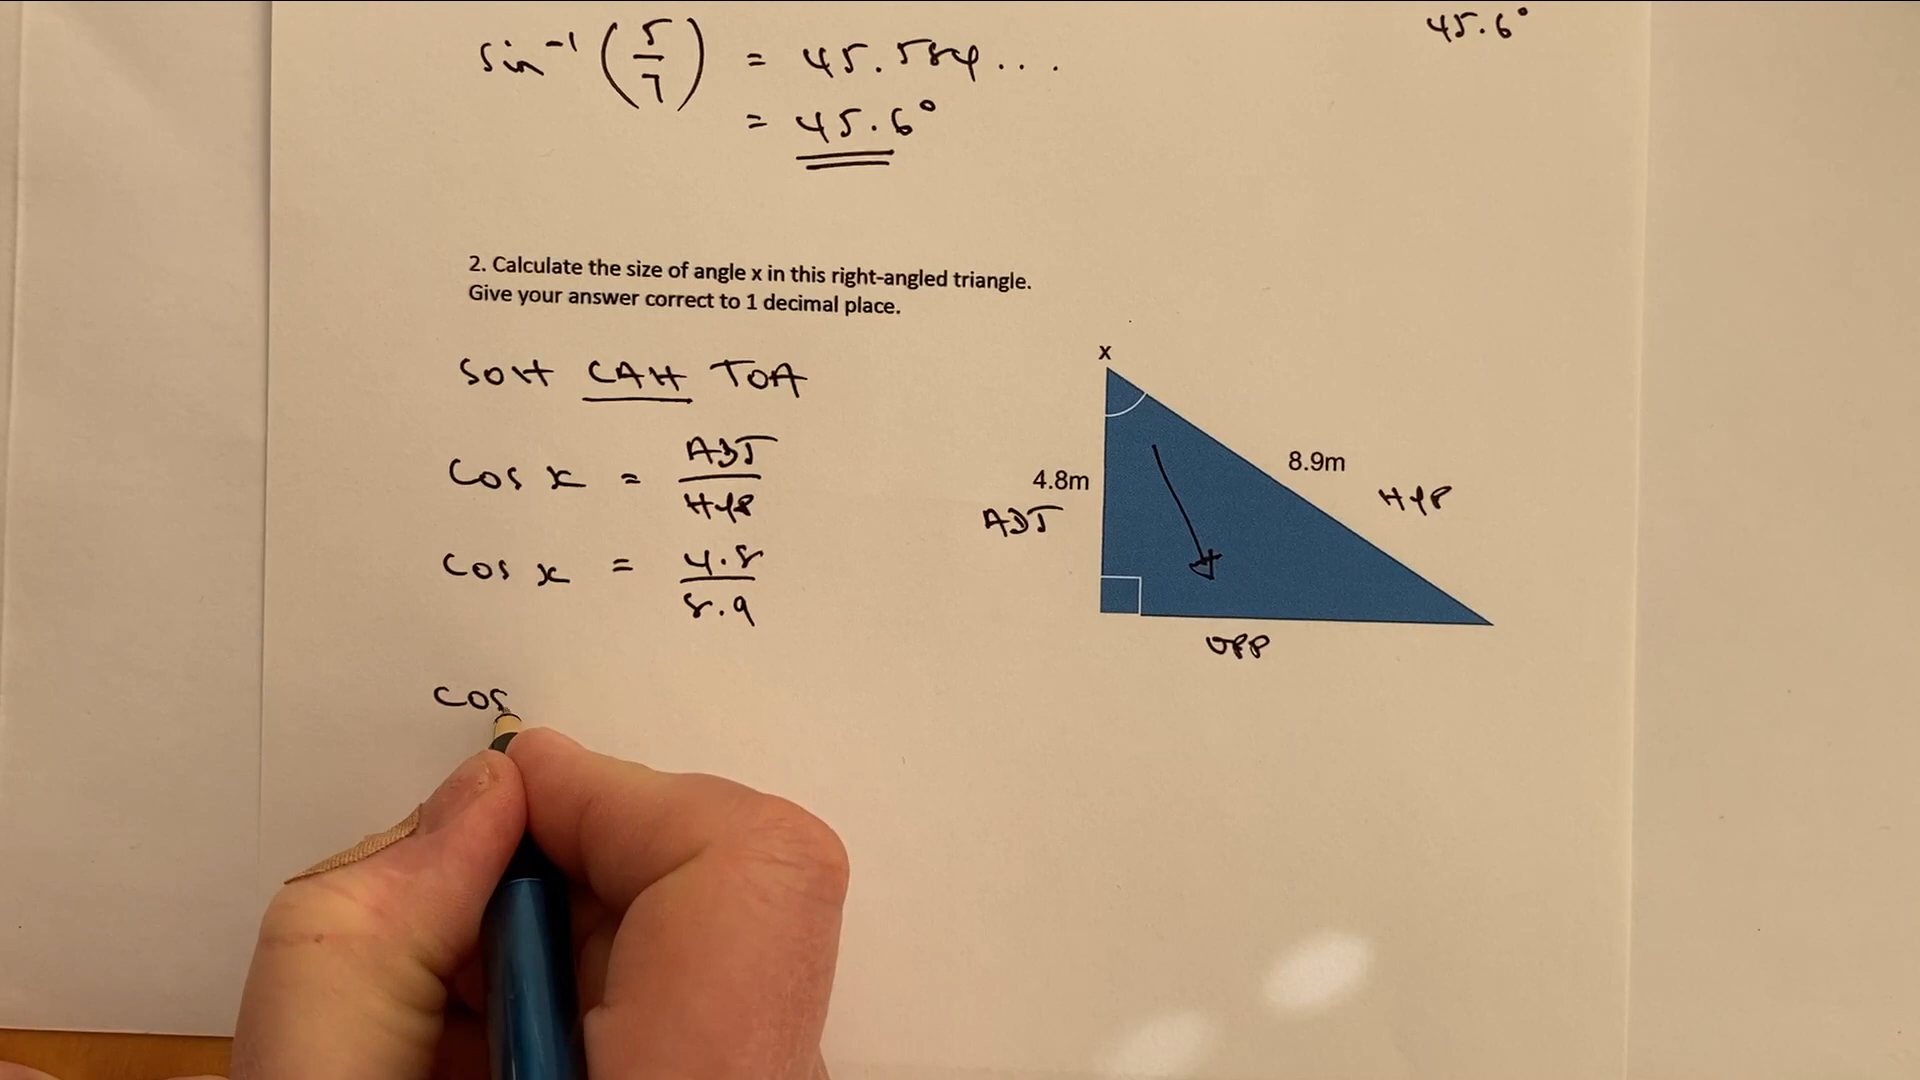 sin⁻¹ (5/7) = 45.584...
45.6°
= 45.6°
2. Calculate the size of angle x in this right-angled triangle.
Give your answer correct to 1 decimal place.
SOH CAH TOA
x
cos x = ADJ/HYP
4.8m
8.9m
ADJ
HYP
cos x = 4.8/8.9
OPP
cos